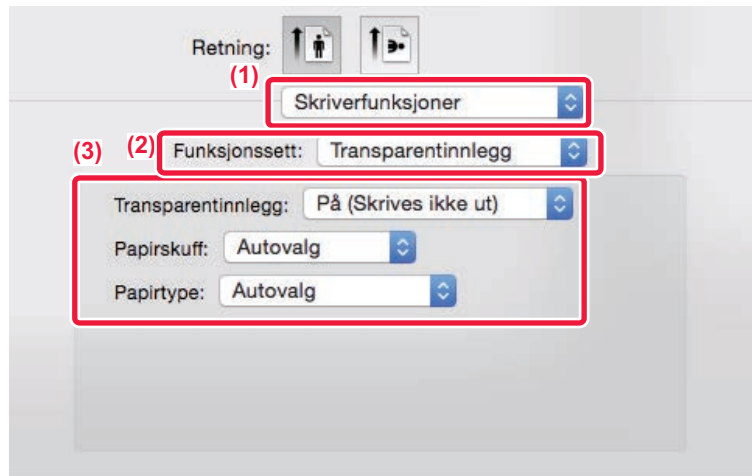 Retning:
(1)
Skriverfunksjoner
(3) (2) Funksjonssett: Transparentinnlegg
Transparentinnlegg: På (Skrives ikke ut)
Papirskuff: Autovalg
Papirtype: Autovalg